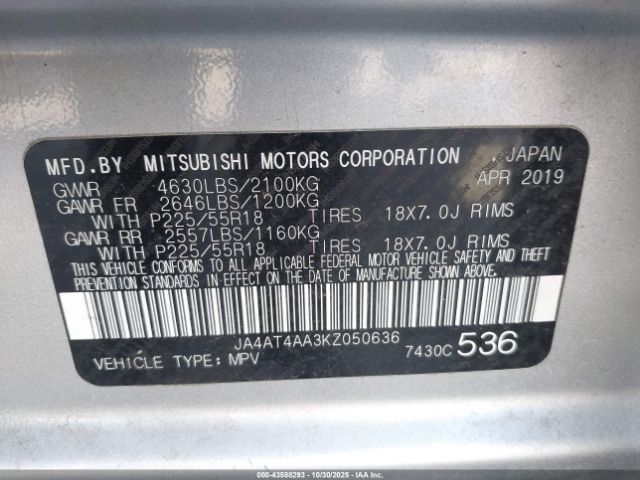 MFD.BY MITSUBISHI MOTORS CORPORATION JAPAN
GVWR 4630LBS/2100KG APR 2019
GAWR FR 2646LBS/1200KG
WITH P225/55R18 TIRES 18X7.0J RIMS
GAWR RR 2557LBS/1160KG
WITH P225/55R18 TIRES 18X7.0J RIMS
THIS VEHICLE CONFORMS TO ALL APPLICABLE FEDERAL MOTOR VEHICLE SAFETY AND THEFT
PREVENTION STANDARDS IN EFFECT ON THE DATE OF MANUFACTURE SHOWN ABOVE.
JA4AT4AA3KZ050636
VEHICLE TYPE: MPV 7430C 536
© IAA 000-43588293 - 10/30/2025 - IAAI.COM